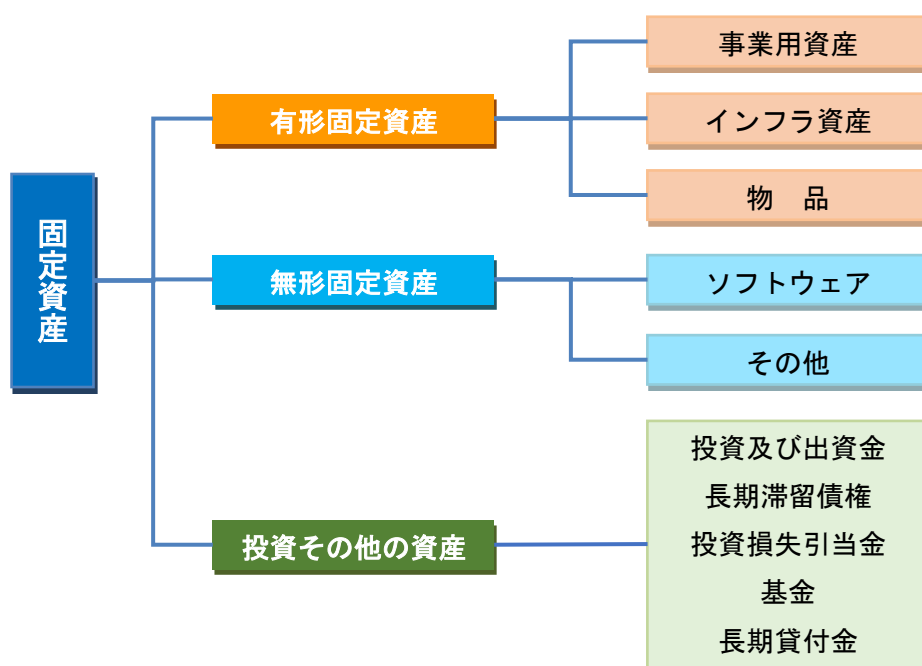 固定資産
有形固定資産
事業用資産
インフラ資産
物　品
無形固定資産
ソフトウェア
その他
投資その他の資産
投資及び出資金
長期滞留債権
投資損失引当金
基金
長期貸付金